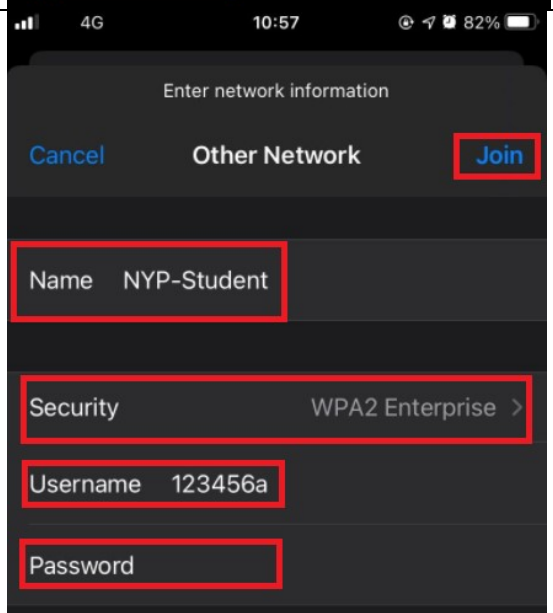 4G 10:57 82%
Enter network information
Cancel Other Network Join
Name NYP-Student
Security WPA2 Enterprise >
Username 123456a
Password